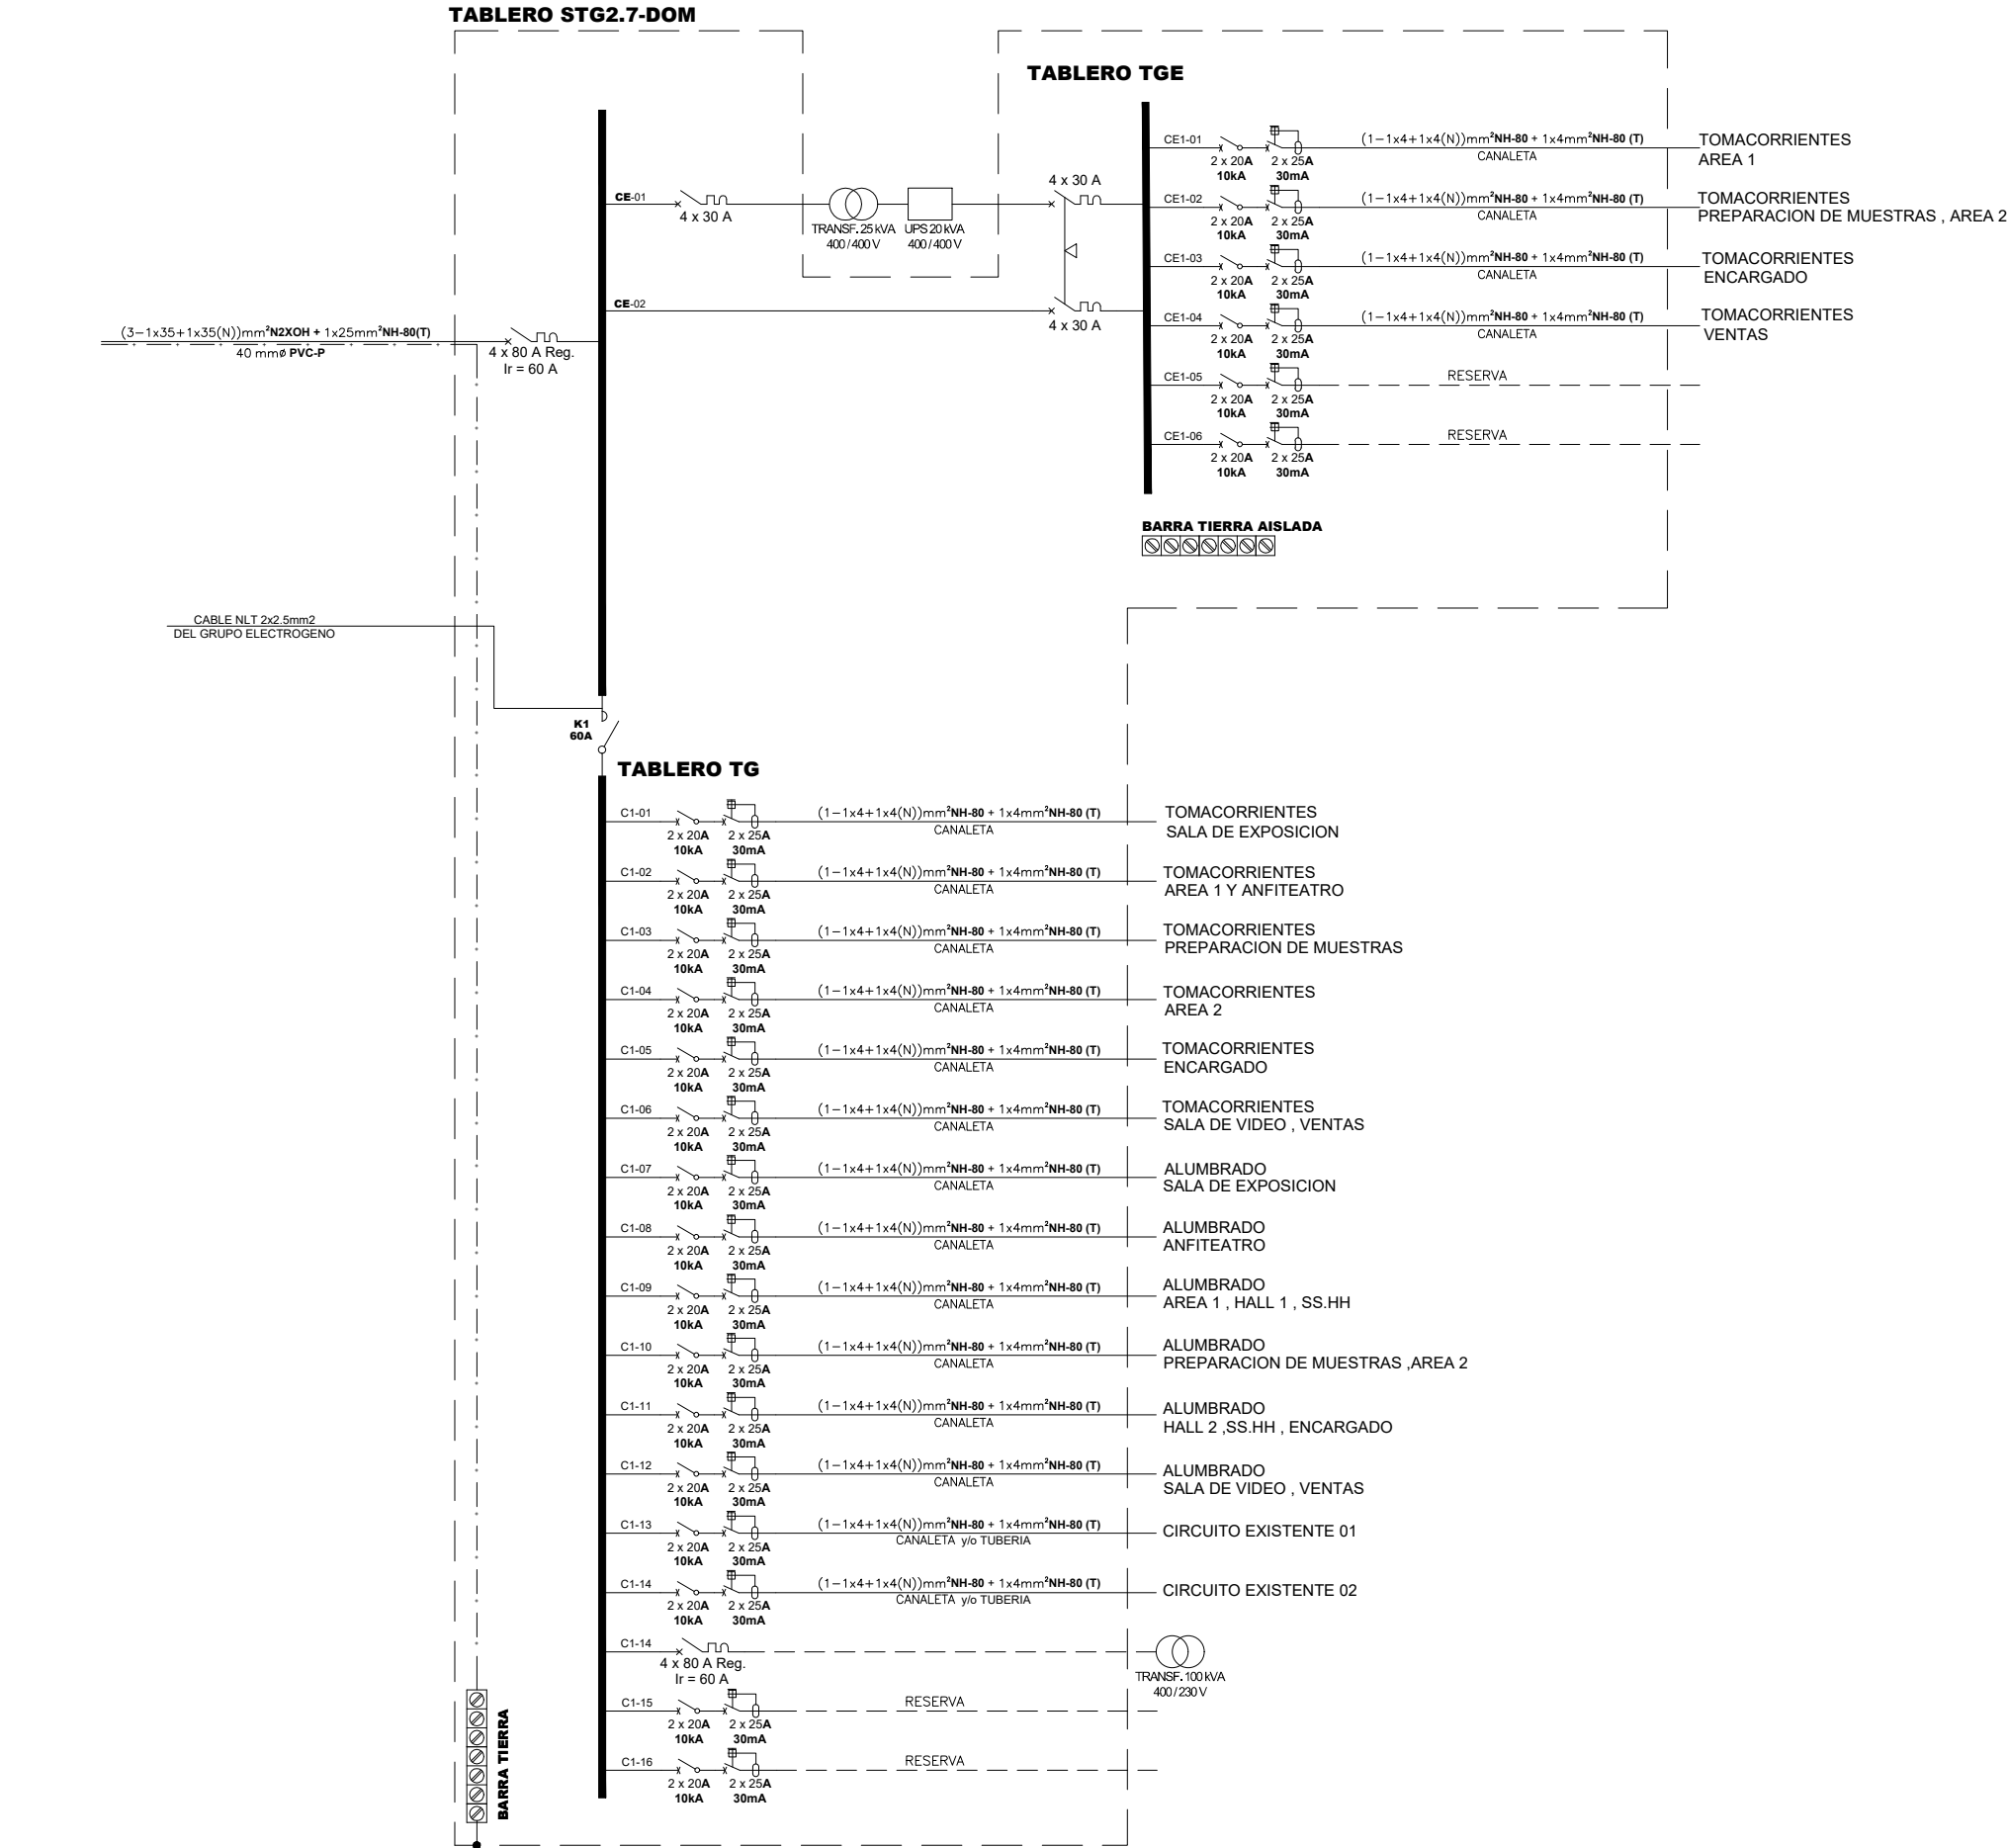 TABLERO STG2.7-DOM
TABLERO TGE
CE-01
4 x 30 A
TRANSF. 25 kVA
400 / 400 V
UPS 20 kVA
400 / 400 V
4 x 30 A
CE-02
4 x 30 A
(3-1x35+1x35(N))mm²N2XOH + 1x25mm²NH-80(T)
40 mmø PVC-P
4 x 80 A Reg.
Ir = 60 A
CE1-01
2 x 20A
10kA
2 x 25A
30mA
(1-1x4+1x4(N))mm²NH-80 + 1x4mm²NH-80 (T)
CANALETA
TOMACORRIENTES
AREA 1
CE1-02
2 x 20A
10kA
2 x 25A
30mA
(1-1x4+1x4(N))mm²NH-80 + 1x4mm²NH-80 (T)
CANALETA
TOMACORRIENTES
PREPARACION DE MUESTRAS , AREA 2
CE1-03
2 x 20A
10kA
2 x 25A
30mA
(1-1x4+1x4(N))mm²NH-80 + 1x4mm²NH-80 (T)
CANALETA
TOMACORRIENTES
ENCARGADO
CE1-04
2 x 20A
10kA
2 x 25A
30mA
(1-1x4+1x4(N))mm²NH-80 + 1x4mm²NH-80 (T)
CANALETA
TOMACORRIENTES
VENTAS
CE1-05
2 x 20A
10kA
2 x 25A
30mA
RESERVA
CE1-06
2 x 20A
10kA
2 x 25A
30mA
RESERVA
BARRA TIERRA AISLADA
CABLE NLT 2x2.5mm2
DEL GRUPO ELECTROGENO
K1
60A
TABLERO TG
C1-01
2 x 20A
10kA
2 x 25A
30mA
(1-1x4+1x4(N))mm²NH-80 + 1x4mm²NH-80 (T)
CANALETA
TOMACORRIENTES
SALA DE EXPOSICION
C1-02
2 x 20A
10kA
2 x 25A
30mA
(1-1x4+1x4(N))mm²NH-80 + 1x4mm²NH-80 (T)
CANALETA
TOMACORRIENTES
AREA 1 Y ANFITEATRO
C1-03
2 x 20A
10kA
2 x 25A
30mA
(1-1x4+1x4(N))mm²NH-80 + 1x4mm²NH-80 (T)
CANALETA
TOMACORRIENTES
PREPARACION DE MUESTRAS
C1-04
2 x 20A
10kA
2 x 25A
30mA
(1-1x4+1x4(N))mm²NH-80 + 1x4mm²NH-80 (T)
CANALETA
TOMACORRIENTES
AREA 2
C1-05
2 x 20A
10kA
2 x 25A
30mA
(1-1x4+1x4(N))mm²NH-80 + 1x4mm²NH-80 (T)
CANALETA
TOMACORRIENTES
ENCARGADO
C1-06
2 x 20A
10kA
2 x 25A
30mA
(1-1x4+1x4(N))mm²NH-80 + 1x4mm²NH-80 (T)
CANALETA
TOMACORRIENTES
SALA DE VIDEO , VENTAS
C1-07
2 x 20A
10kA
2 x 25A
30mA
(1-1x4+1x4(N))mm²NH-80 + 1x4mm²NH-80 (T)
CANALETA
ALUMBRADO
SALA DE EXPOSICION
C1-08
2 x 20A
10kA
2 x 25A
30mA
(1-1x4+1x4(N))mm²NH-80 + 1x4mm²NH-80 (T)
CANALETA
ALUMBRADO
ANFITEATRO
C1-09
2 x 20A
10kA
2 x 25A
30mA
(1-1x4+1x4(N))mm²NH-80 + 1x4mm²NH-80 (T)
CANALETA
ALUMBRADO
AREA 1 , HALL 1 , SS.HH
C1-10
2 x 20A
10kA
2 x 25A
30mA
(1-1x4+1x4(N))mm²NH-80 + 1x4mm²NH-80 (T)
CANALETA
ALUMBRADO
PREPARACION DE MUESTRAS ,AREA 2
C1-11
2 x 20A
10kA
2 x 25A
30mA
(1-1x4+1x4(N))mm²NH-80 + 1x4mm²NH-80 (T)
CANALETA
ALUMBRADO
HALL 2 ,SS.HH , ENCARGADO
C1-12
2 x 20A
10kA
2 x 25A
30mA
(1-1x4+1x4(N))mm²NH-80 + 1x4mm²NH-80 (T)
CANALETA
ALUMBRADO
SALA DE VIDEO , VENTAS
C1-13
2 x 20A
10kA
2 x 25A
30mA
(1-1x4+1x4(N))mm²NH-80 + 1x4mm²NH-80 (T)
CANALETA y/o TUBERIA
CIRCUITO EXISTENTE 01
C1-14
2 x 20A
10kA
2 x 25A
30mA
(1-1x4+1x4(N))mm²NH-80 + 1x4mm²NH-80 (T)
CANALETA y/o TUBERIA
CIRCUITO EXISTENTE 02
C1-14
4 x 80 A Reg.
Ir = 60 A
TRANSF. 100 kVA
400 / 230 V
C1-15
2 x 20A
10kA
2 x 25A
30mA
RESERVA
C1-16
2 x 20A
10kA
2 x 25A
30mA
RESERVA
BARRA TIERRA